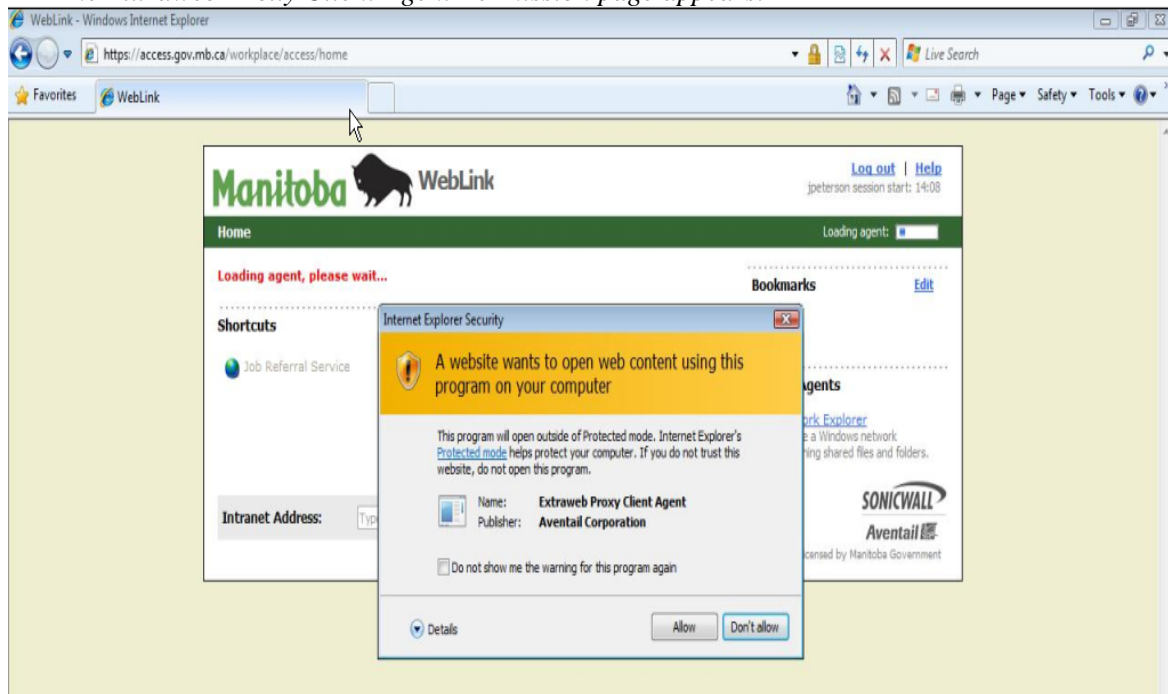 WebLink - Windows Internet Explorer
https://access.gov.mb.ca/workplace/access/home
Live Search
Favorites
WebLink
Page
Safety
Tools
Manitoba WebLink
Log out | Help
jpeterson session start: 14:08
Home
Loading agent:
Loading agent, please wait...
Bookmarks
Edit
Shortcuts
Job Referral Service
Internet Explorer Security
A website wants to open web content using this
program on your computer
This program will open outside of Protected mode. Internet Explorer's
Protected mode helps protect your computer. If you do not trust this
website, do not open this program.
Name: Extraweb Proxy Client Agent
Publisher: Aventail Corporation
Do not show me the warning for this program again
Details
Allow
Don't allow
Explorer
a Windows network
shared files and folders.
Intranet Address:
SONICWALL
Aventail
by Manitoba Government